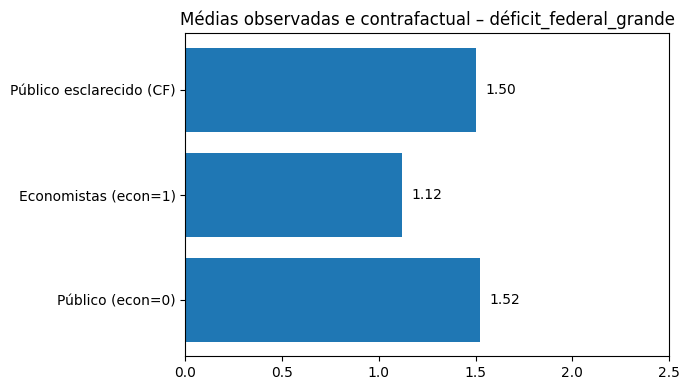 Médias observadas e contrafactual – déficit_federal_grande
Público esclarecido (CF)
1.50
Economistas (econ=1)
1.12
Público (econ=0)
1.52
0.0
0.5
1.0
1.5
2.0
2.5